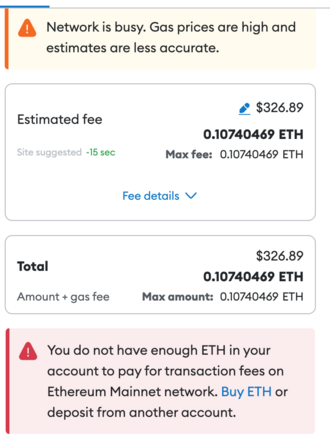 Network is busy. Gas prices are high and
estimates are less accurate.
$326.89
Estimated fee
0.10740469 ETH
Site suggested ~15 sec
Max fee: 0.10740469 ETH
Fee details
$326.89
Total
0.10740469 ETH
Amount + gas fee
Max amount: 0.10740469 ETH
You do not have enough ETH in your
account to pay for transaction fees on
Ethereum Mainnet network. Buy ETH or
deposit from another account.